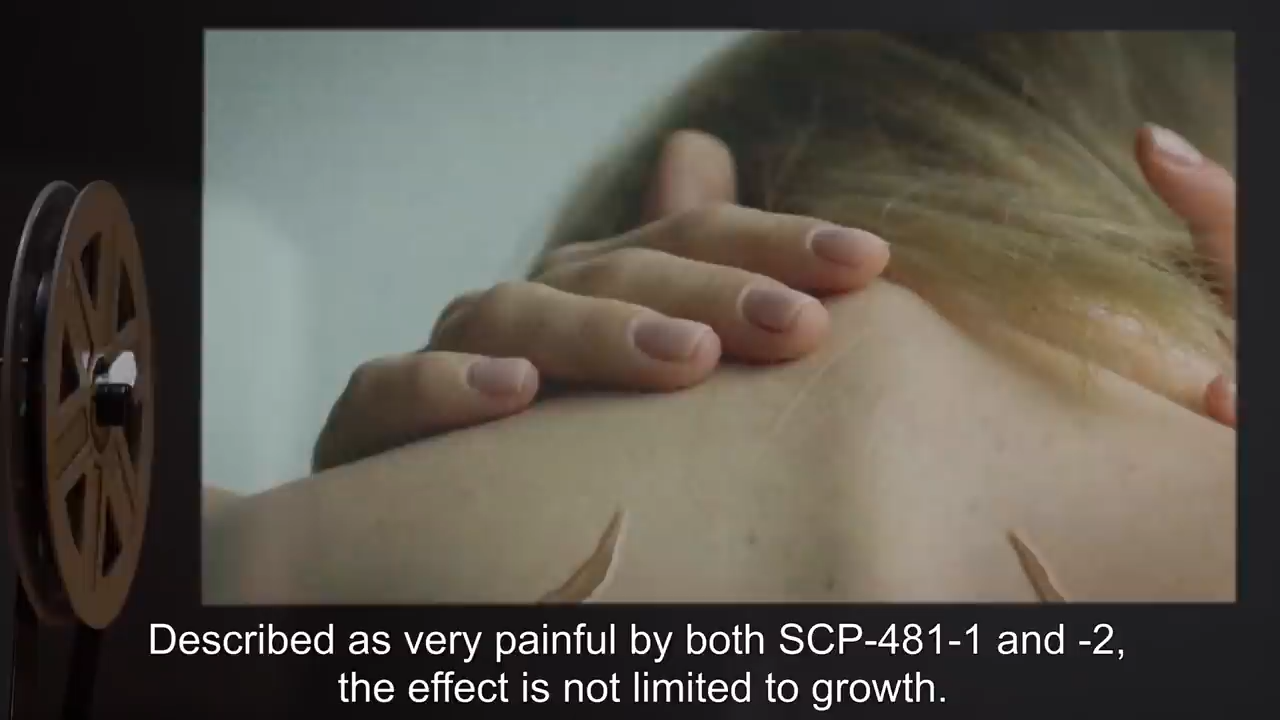 Described as very painful by both SCP-481-1 and -2,
the effect is not limited to growth.